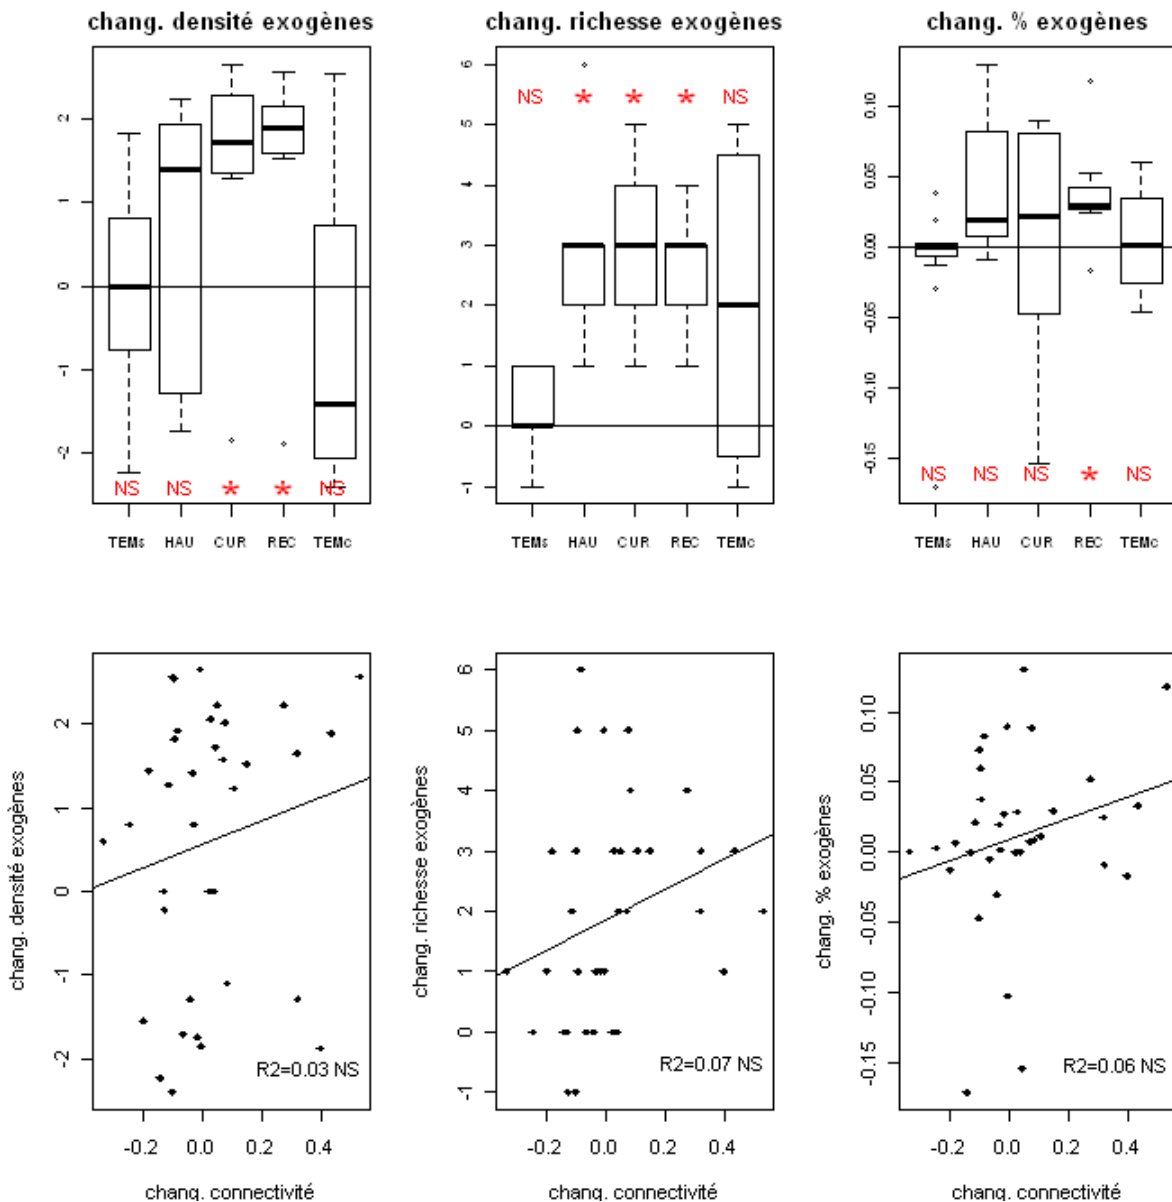 chang. densité exogènes
2
1
0
-1
-2
NS NS * * NS
TEMs HAU CUR REC TEMc
chang. richesse exogènes
6
5
4
3
2
1
0
-1
NS * * * NS
TEMs HAU CUR REC TEMc
chang. % exogènes
0.10
0.05
0.00
-0.05
-0.10
-0.15
NS NS NS * NS
TEMs HAU CUR REC TEMc
chang. densité exogènes
2
1
0
-1
-2
R2=0.03 NS
-0.2 0.0 0.2 0.4
chang. connectivité
chang. richesse exogènes
6
5
4
3
2
1
0
-1
R2=0.07 NS
-0.2 0.0 0.2 0.4
chang. connectivité
chang. % exogènes
0.10
0.05
0.00
-0.05
-0.10
-0.15
R2=0.06 NS
-0.2 0.0 0.2 0.4
chang. connectivité